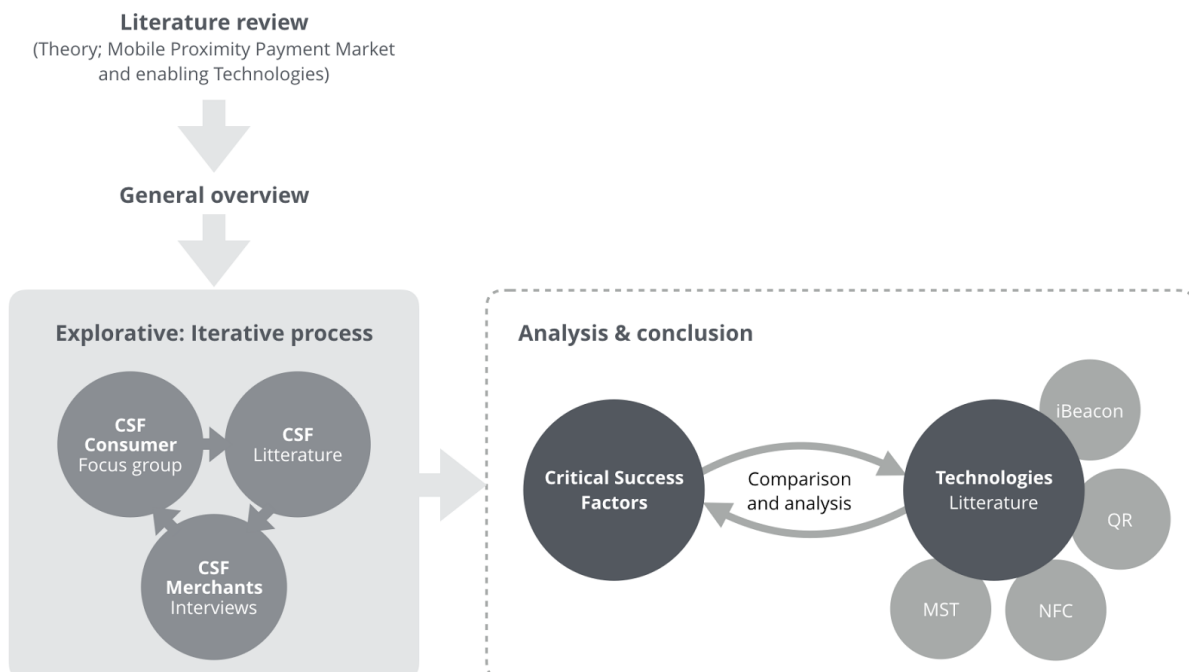 Literature review
(Theory; Mobile Proximity Payment Market
and enabling Technologies)
General overview
Explorative: Iterative process
CSF
Consumer
Focus group
CSF
Litterature
CSF
Merchants
Interviews
Analysis & conclusion
Critical Success
Factors
Comparison
and analysis
Technologies
Litterature
iBeacon
QR
NFC
MST